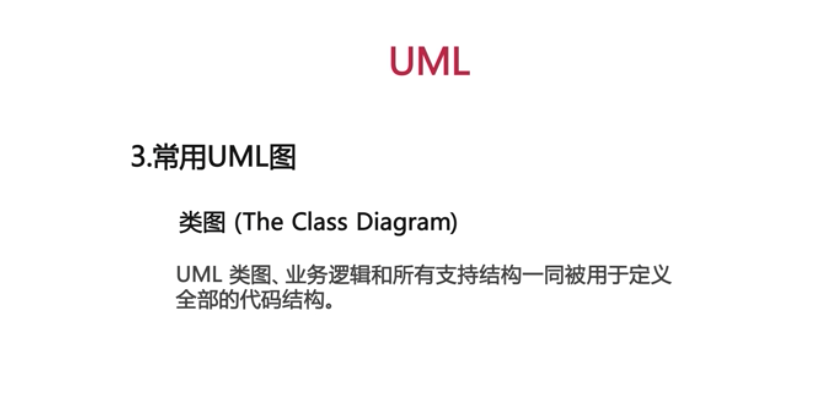 UML
3.常用UML图
类图 (The Class Diagram)
UML 类图、业务逻辑和所有支持结构一同被用于定义
全部的代码结构。